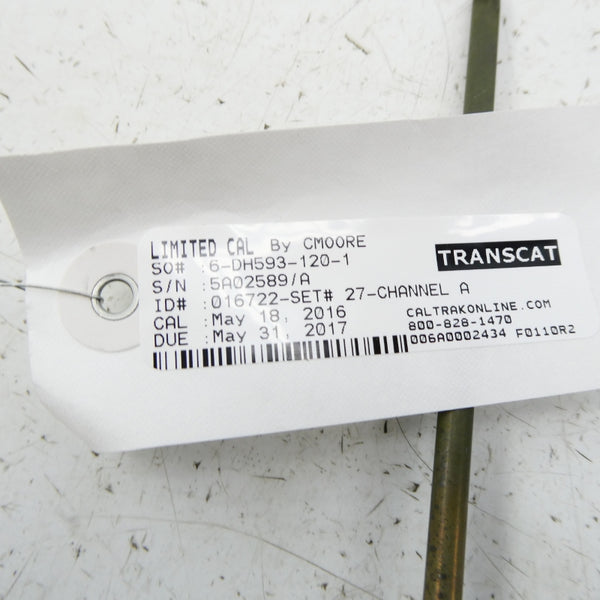 LIMITED CAL By CMOORE
SO# :6-DH593-120-1
S/N :5A02589/A
ID# :016722-SET# 27-CHANNEL A
CAL :May 18, 2016
DUE :May 31, 2017
TRANSCAT
CALTRAKONLINE.COM
800-828-1470
006A0002434 F0110R2